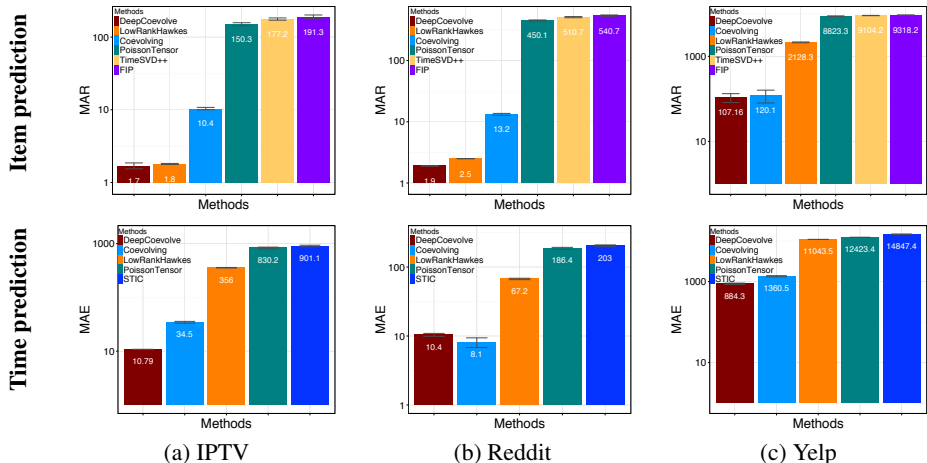 Item prediction
MAR
100
10
1
Methods
DeepCoevolve
LowRankHawkes
Coevolving
PoissonTensor
TimeSVD++
FIP
1.7
1.8
10.4
150.3
177.2
191.3
Methods
MAR
100
10
1
Methods
DeepCoevolve
LowRankHawkes
Coevolving
PoissonTensor
TimeSVD++
FIP
1.9
2.5
13.2
450.1
510.7
540.7
Methods
MAR
1000
10
Methods
DeepCoevolve
Coevolving
LowRankHawkes
PoissonTensor
TimeSVD++
FIP
107.16
120.1
2128.3
8823.3
9104.2
9318.2
Methods
Time prediction
MAE
1000
10
Methods
DeepCoevolve
Coevolving
LowRankHawkes
PoissonTensor
STIC
10.79
34.5
356
830.2
901.1
Methods
(a) IPTV
MAE
100
10
1
Methods
DeepCoevolve
Coevolving
LowRankHawkes
PoissonTensor
STIC
10.4
8.1
67.2
186.4
203
Methods
(b) Reddit
MAE
1000
10
Methods
DeepCoevolve
Coevolving
LowRankHawkes
PoissonTensor
STIC
884.3
1360.5
11043.5
12423.4
14847.4
Methods
(c) Yelp